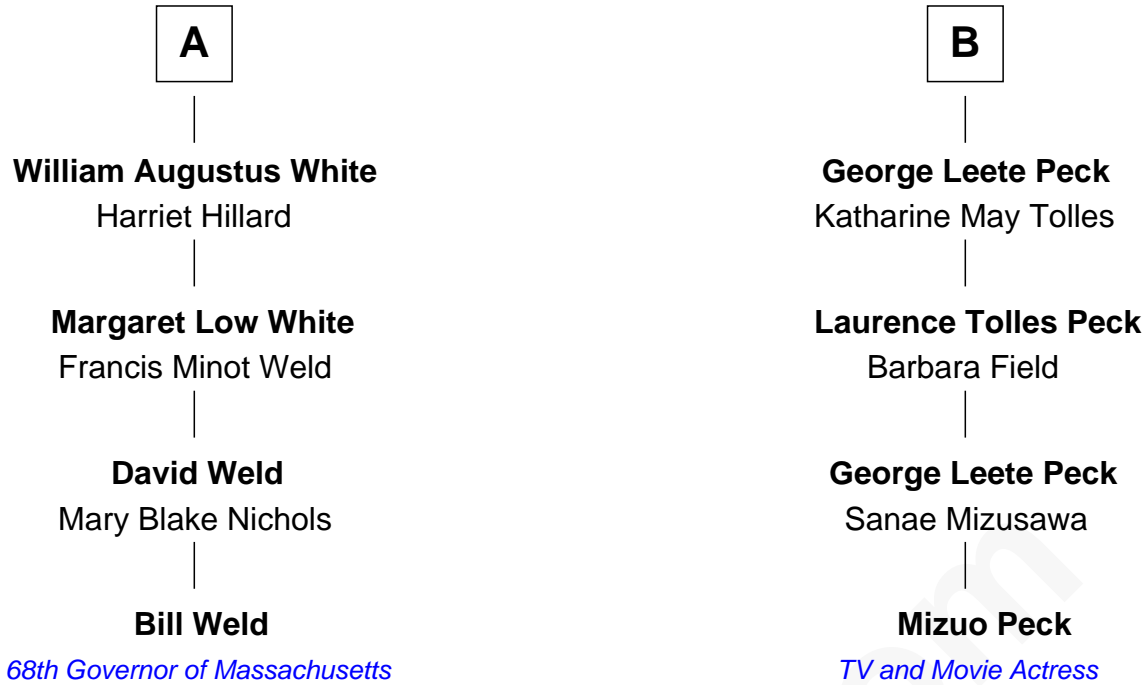 A
William Augustus White
Harriet Hillard
Margaret Low White
Francis Minot Weld
David Weld
Mary Blake Nichols
Bill Weld
68th Governor of Massachusetts
B
George Leete Peck
Katharine May Tolles
Laurence Tolles Peck
Barbara Field
George Leete Peck
Sanae Mizusawa
Mizuo Peck
TV and Movie Actress